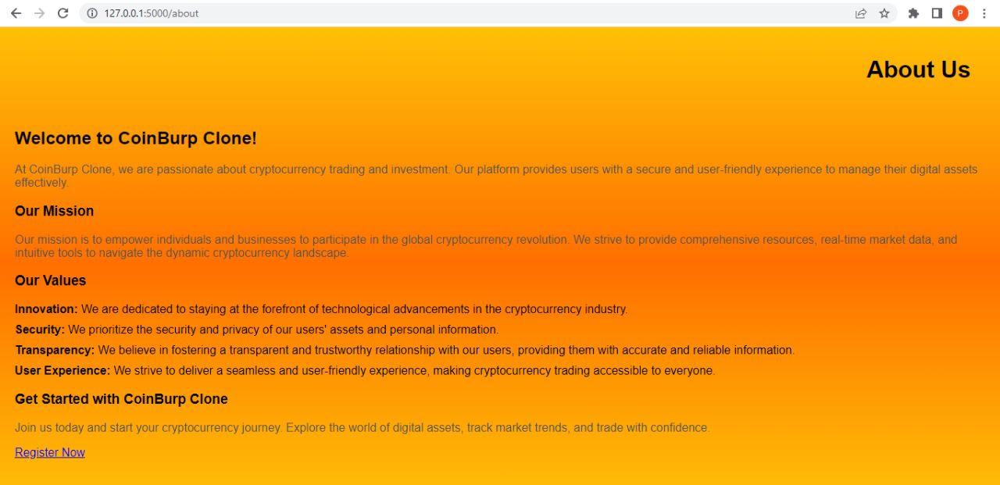 127.0.0.1:5000/about
P
About Us
Welcome to CoinBurp Clone!
At CoinBurp Clone, we are passionate about cryptocurrency trading and investment. Our platform provides users with a secure and user-friendly experience to manage their digital assets
effectively.
Our Mission
Our mission is to empower individuals and businesses to participate in the global cryptocurrency revolution. We strive to provide comprehensive resources, real-time market data, and
intuitive tools to navigate the dynamic cryptocurrency landscape.
Our Values
Innovation: We are dedicated to staying at the forefront of technological advancements in the cryptocurrency industry.
Security: We prioritize the security and privacy of our users' assets and personal information.
Transparency: We believe in fostering a transparent and trustworthy relationship with our users, providing them with accurate and reliable information.
User Experience: We strive to deliver a seamless and user-friendly experience, making cryptocurrency trading accessible to everyone.
Get Started with CoinBurp Clone
Join us today and start your cryptocurrency journey. Explore the world of digital assets, track market trends, and trade with confidence.
Register Now